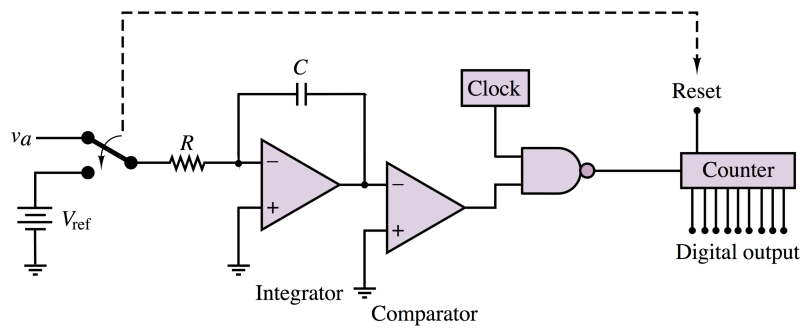 C
Clock
Reset
va
R
−
−
Counter
+
Vref
+
Digital output
Integrator
Comparator